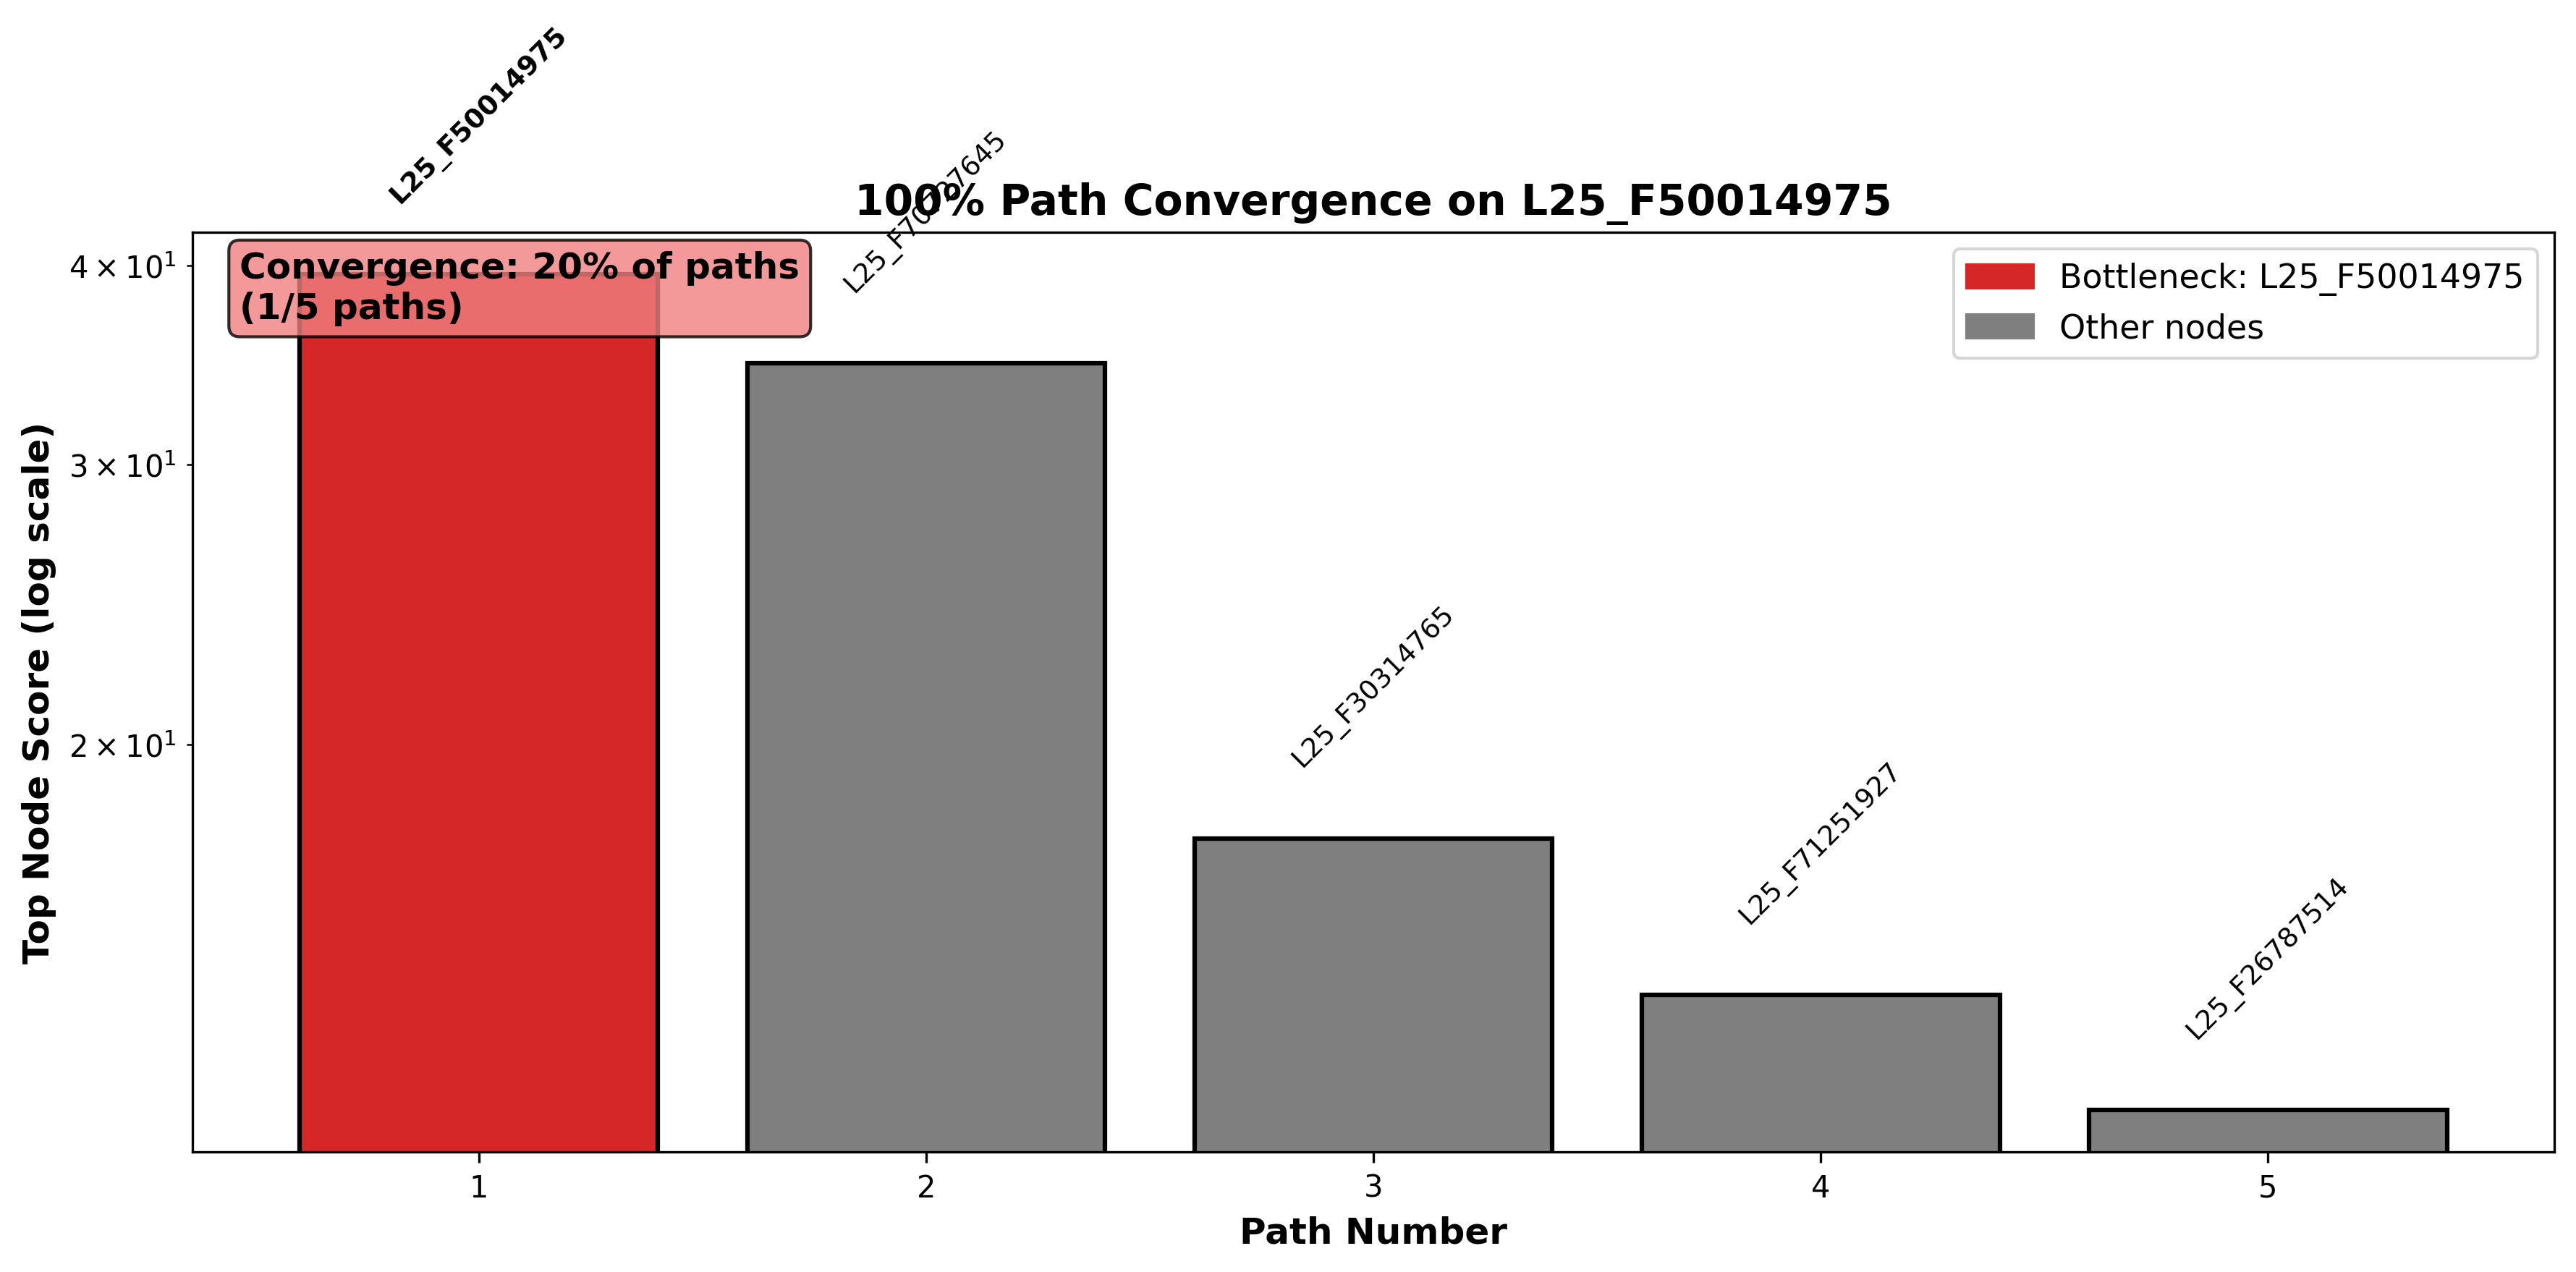 L25_F50014975
100% Path Convergence on L25_F50014975
Convergence: 20% of paths
(1/5 paths)
Bottleneck: L25_F50014975
Other nodes
Top Node Score (log scale)
4 × 10¹
3 × 10¹
2 × 10¹
L25_F30314765
L25_F71251927
L25_F26787514
1
2
3
4
5
Path Number